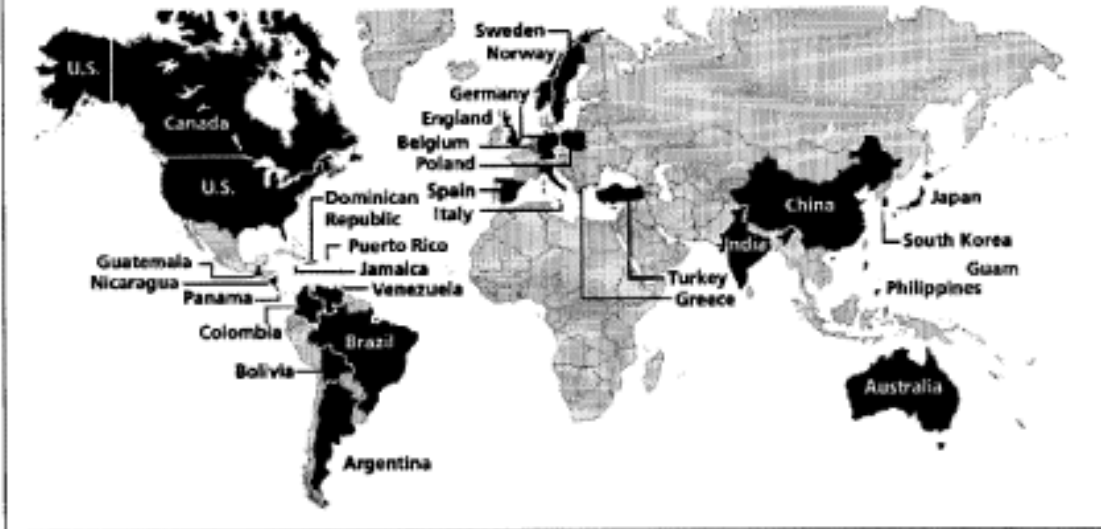 Sweden
Norway
U.S.
Germany
England
Canada
Belgium
Poland
U.S.
Spain
Dominican
Republic
Italy
China
Japan
Puerto Rico
India
South Korea
Guatemala
Jamaica
Guam
Nicaragua
Turkey
Venezuela
Philippines
Panama
Greece
Colombia
Brazil
Bolivia
Australia
Argentina